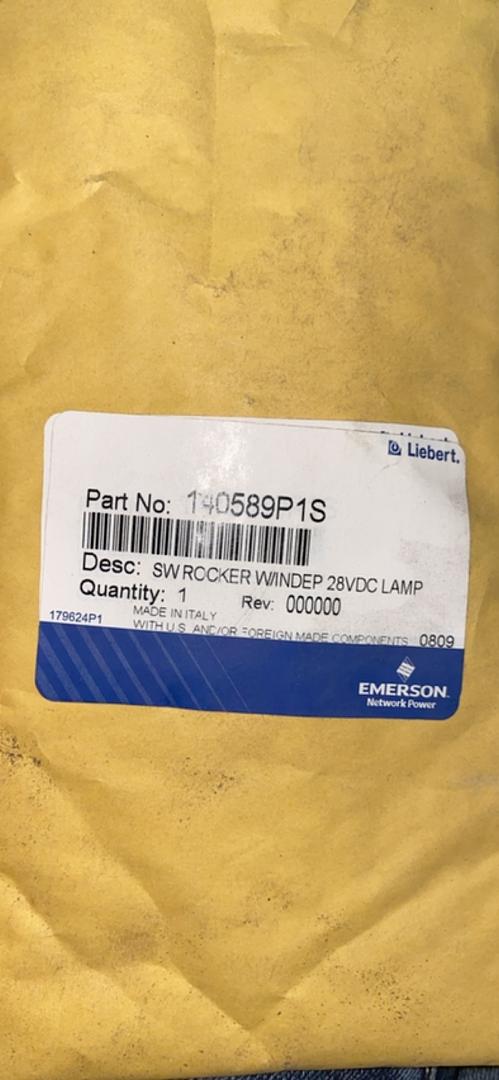 Liebert.
Part No: 140589P1S
Desc: SW ROCKER W/INDEP 28VDC LAMP
Quantity: 1 Rev: 000000
MADE IN ITALY
179624P1 WITH U.S. AND/OR FOREIGN MADE COMPONENTS 0809
EMERSON
Network Power